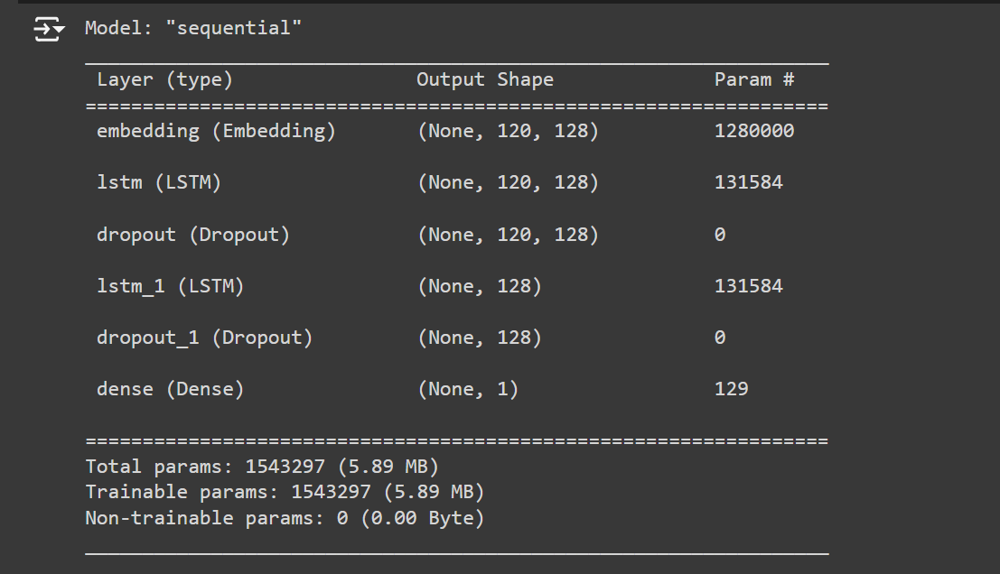 Model: "sequential"
_________________________________________________________________
Layer (type) Output Shape Param #
=================================================================
embedding (Embedding) (None, 120, 128) 1280000
lstm (LSTM) (None, 120, 128) 131584
dropout (Dropout) (None, 120, 128) 0
lstm_1 (LSTM) (None, 128) 131584
dropout_1 (Dropout) (None, 128) 0
dense (Dense) (None, 1) 129
=================================================================
Total params: 1543297 (5.89 MB)
Trainable params: 1543297 (5.89 MB)
Non-trainable params: 0 (0.00 Byte)
_________________________________________________________________